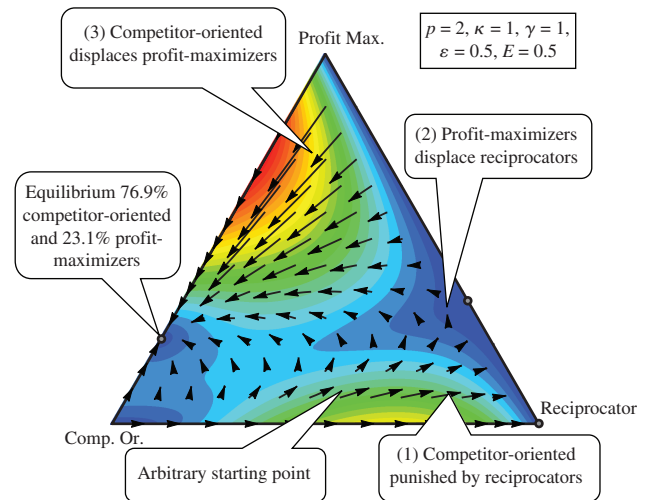 (3) Competitor-oriented
displaces profit-maximizers
Profit Max.
p = 2, κ = 1, γ = 1,
ε = 0.5, E = 0.5
(2) Profit-maximizers
displace reciprocators
Equilibrium 76.9%
competitor-oriented
and 23.1% profit-
maximizers
Comp. Or.
Reciprocator
Arbitrary starting point
(1) Competitor-oriented
punished by reciprocators